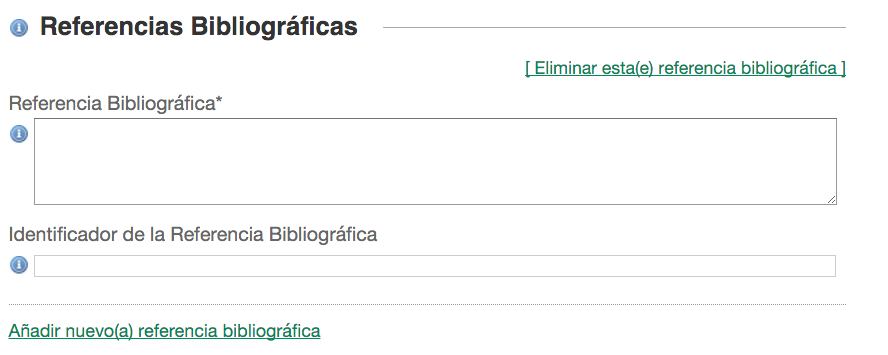 Referencias Bibliográficas
[ Eliminar esta(e) referencia bibliográfica ]
Referencia Bibliográfica*
Identificador de la Referencia Bibliográfica
Añadir nuevo(a) referencia bibliográfica